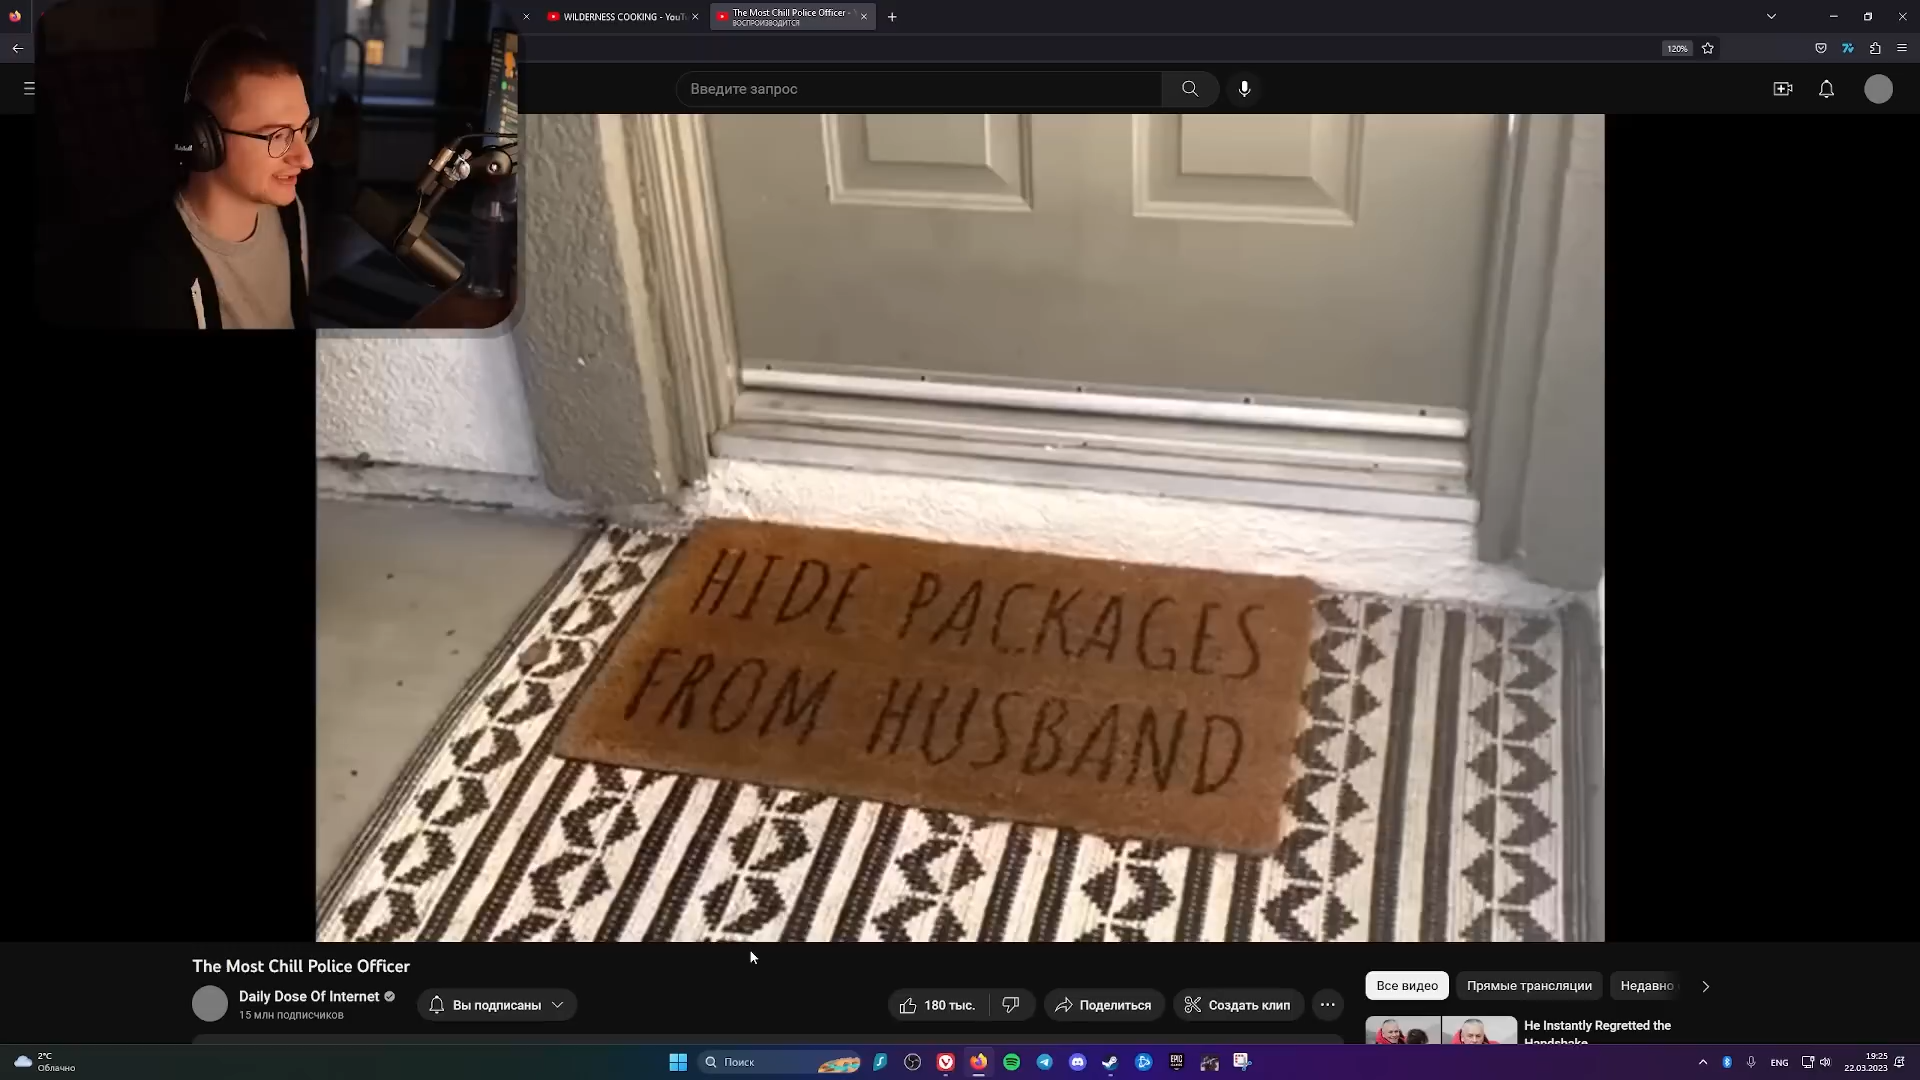 WILDERNESS COOKING - YouTu
The Most Chill Police Officer -
ВОСПРОИЗВОДИТСЯ
120%
Введите запрос
HIDE PACKAGES
FROM HUSBAND
The Most Chill Police Officer
Daily Dose Of Internet
15 млн подписчиков
Вы подписаны
180 тыс.
Поделиться
Создать клип
Все видео
Прямые трансляции
Недавно
He Instantly Regretted the
Handshake
2°C
Облачно
Поиск
ENG
19:25
22.03.2023